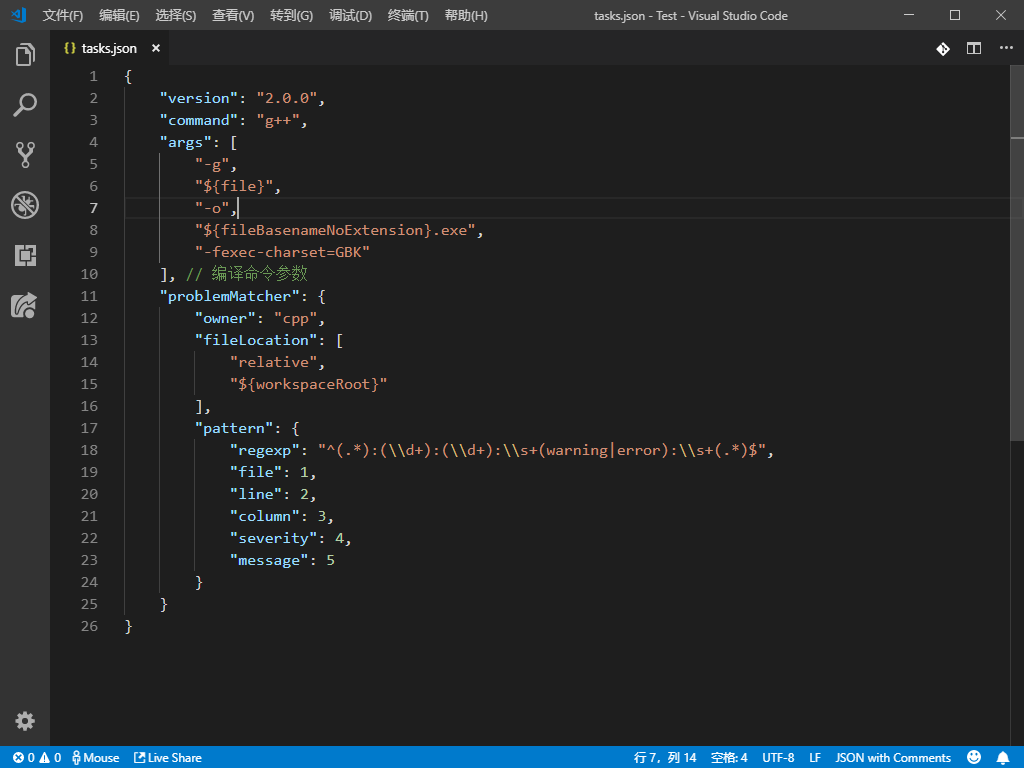 文件(F) 编辑(E) 选择(S) 查看(V) 转到(G) 调试(D) 终端(T) 帮助(H) tasks.json - Test - Visual Studio Code
{} tasks.json ×
1 {
2     "version": "2.0.0",
3     "command": "g++",
4     "args": [
5         "-g",
6         "${file}",
7         "-o",
8         "${fileBasenameNoExtension}.exe",
9         "-fexec-charset=GBK"
10     ], // 编译命令参数
11     "problemMatcher": {
12         "owner": "cpp",
13         "fileLocation": [
14             "relative",
15             "${workspaceRoot}"
16         ],
17         "pattern": {
18             "regexp": "^(.*):(\\d+):(\\d+):\\s+(warning|error):\\s+(.*)$",
19             "file": 1,
20             "line": 2,
21             "column": 3,
22             "severity": 4,
23             "message": 5
24         }
25     }
26 }
0 0 Mouse Live Share 行 7，列 14 空格: 4 UTF-8 LF JSON with Comments